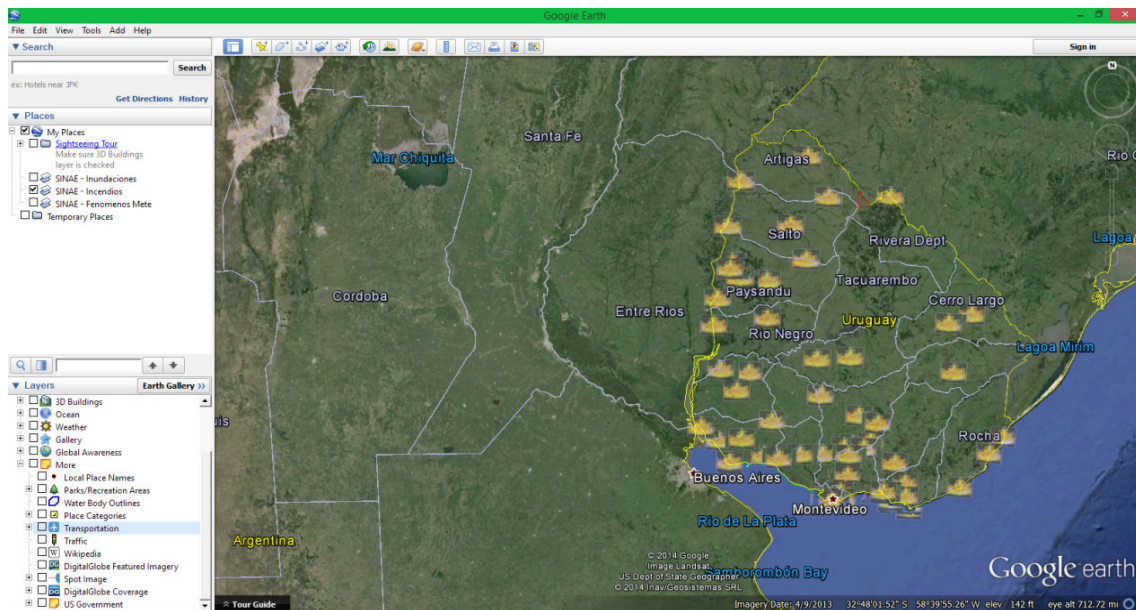 Google Earth
File Edit View Tools Add Help
Search
Search
ex: Hotels near JFK
Get Directions History
Places
My Places
Sightseeing Tour
Make sure 3D Buildings
layer is checked
SINAE - Inundaciones
SINAE - Incendios
SINAE - Fenomenos Mete
Temporary Places
Layers
Earth Gallery >>
3D Buildings
Ocean
Weather
Gallery
Global Awareness
More
Local Place Names
Parks/Recreation Areas
Water Body Outlines
Place Categories
Transportation
Traffic
Wikipedia
DigitalGlobe Featured Imagery
Spot Image
DigitalGlobe Coverage
US Government
Sign in
N
Santa Fe
Mar Chiquita
Artigas
Rio G
Salto
Rivera Dept
Lagoa
Tacuarembo
Cordoba
Paysandu
Cerro Largo
Entre Rios
Uruguay
Rio Negro
Lagoa Mirim
uis
Rocha
Buenos Aires
Montevideo
Rio de La Plata
Argentina
Samborombón Bay
© 2014 Google
Image Landsat
US Dept of State Geographer
© 2014 Inav/Geosistemas SRL
Google earth
Tour Guide
Imagery Date: 4/9/2013 32°48'01.52" S 58°39'55.26" W elev 142 ft eye alt 712.72 mi